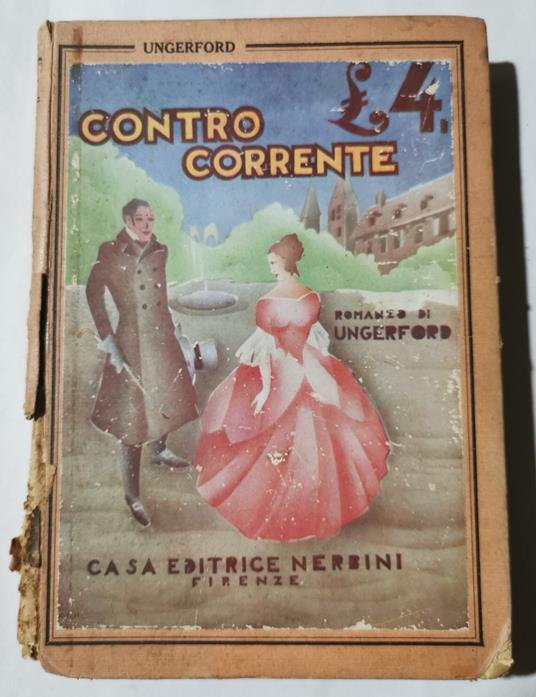 UNGERFORD
£. 4.
CONTRO
CORRENTE
ROMANZO DI
UNGERFORD
CASA EDITRICE NERBINI
FIRENZE